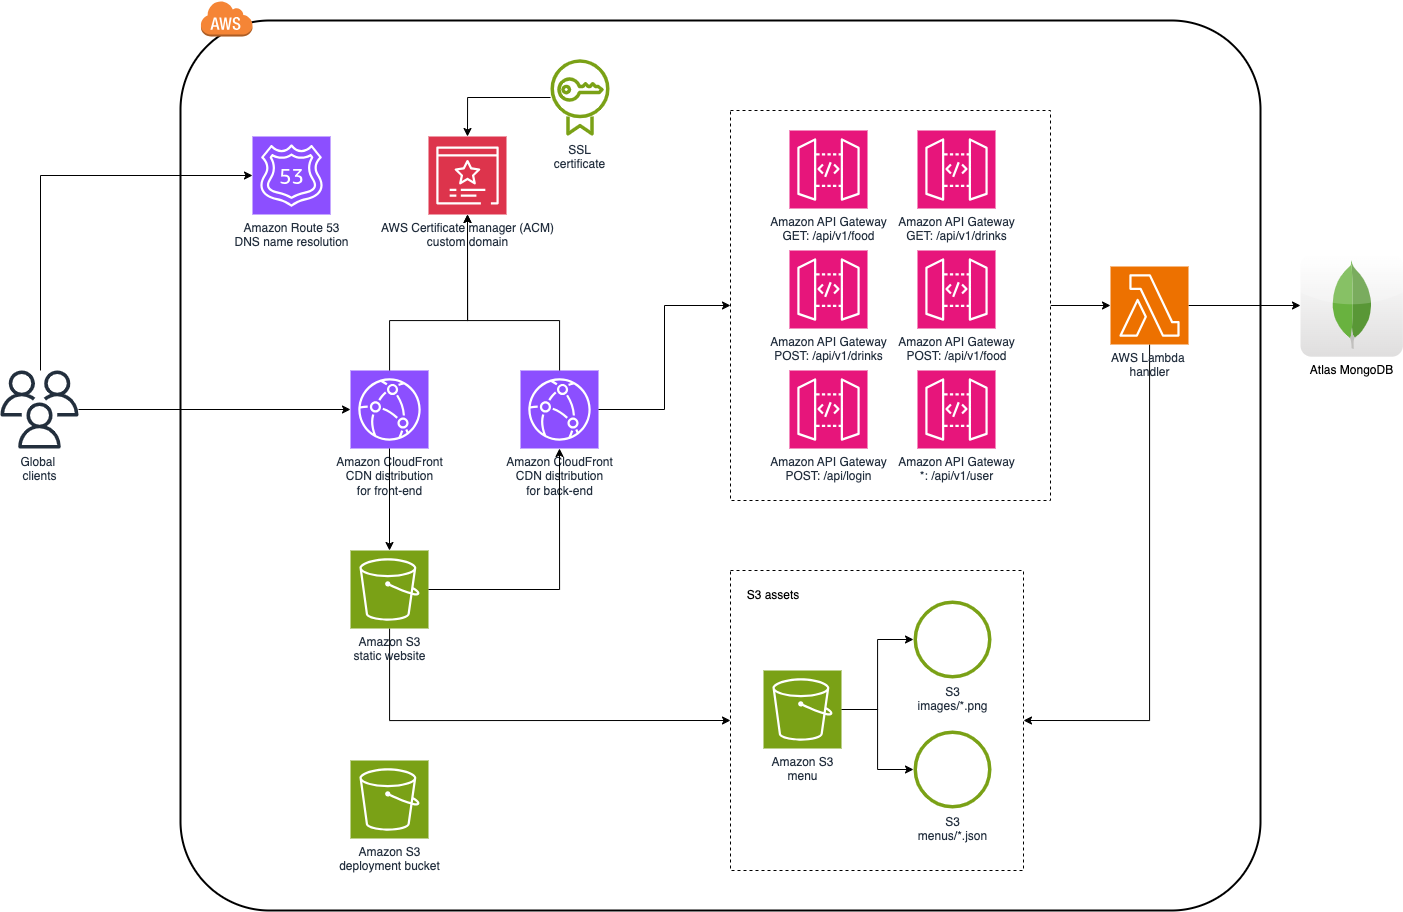 AWS
SSL
certificate
53
Amazon Route 53
DNS name resolution
AWS Certificate manager (ACM)
custom domain
</>
</>
Amazon API Gateway
GET: /api/v1/food
Amazon API Gateway
GET: /api/v1/drinks
</>
</>
Amazon API Gateway
POST: /api/v1/drinks
Amazon API Gateway
POST: /api/v1/food
</>
</>
Amazon API Gateway
POST: /api/login
Amazon API Gateway
*: /api/v1/user
AWS Lambda
handler
Atlas MongoDB
Global
clients
Amazon CloudFront
CDN distribution
for front-end
Amazon CloudFront
CDN distribution
for back-end
Amazon S3
static website
S3 assets
S3
images/*.png
Amazon S3
menu
S3
menus/*.json
Amazon S3
deployment bucket